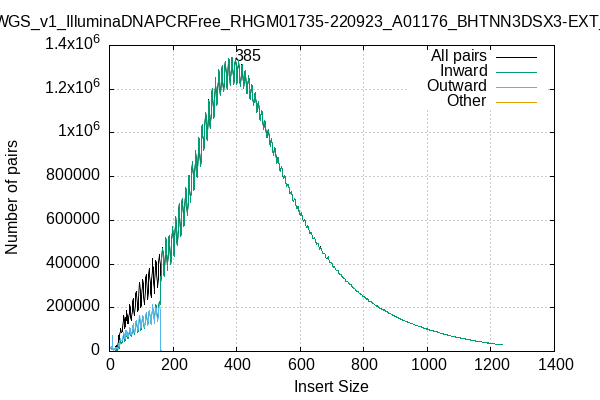 WGS_v1_IlluminaDNAPCRFree_RHGM01735-220923_A01176_BHTNN3DSX3-EXT_
1.4x10^6
1.2x10^6
1x10^6
800000
600000
400000
200000
0
Number of pairs
385
All pairs
Inward
Outward
Other
0 200 400 600 800 1000 1200 1400
Insert Size